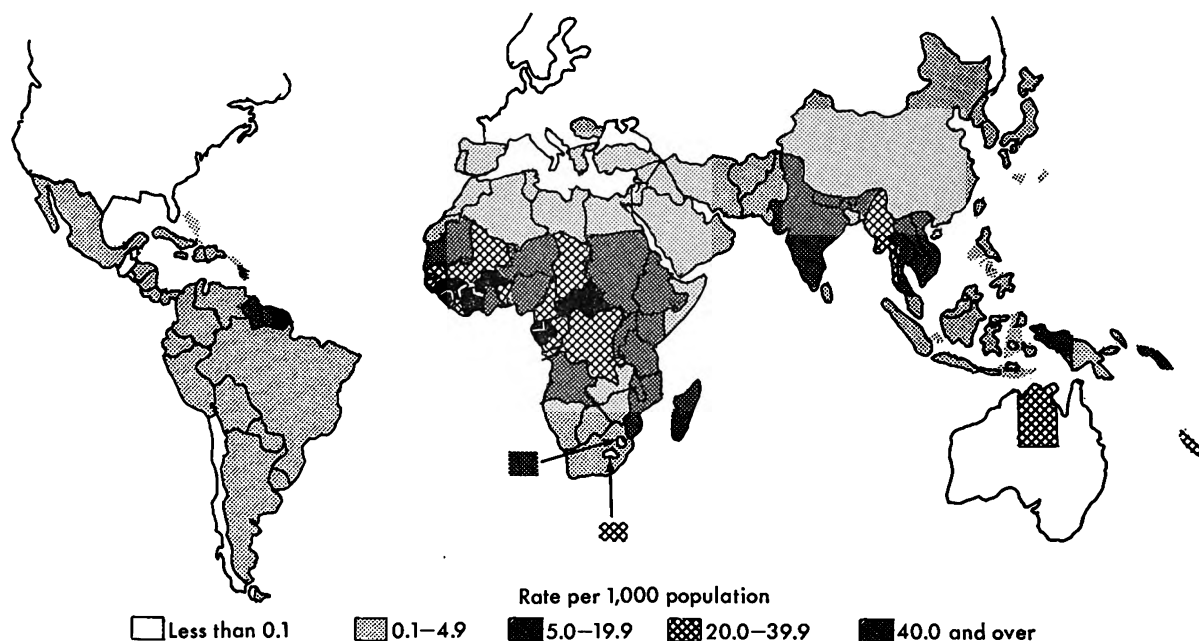 Rate per 1,000 population
Less than 0.1 0.1–4.9 5.0–19.9 20.0–39.9 40.0 and over